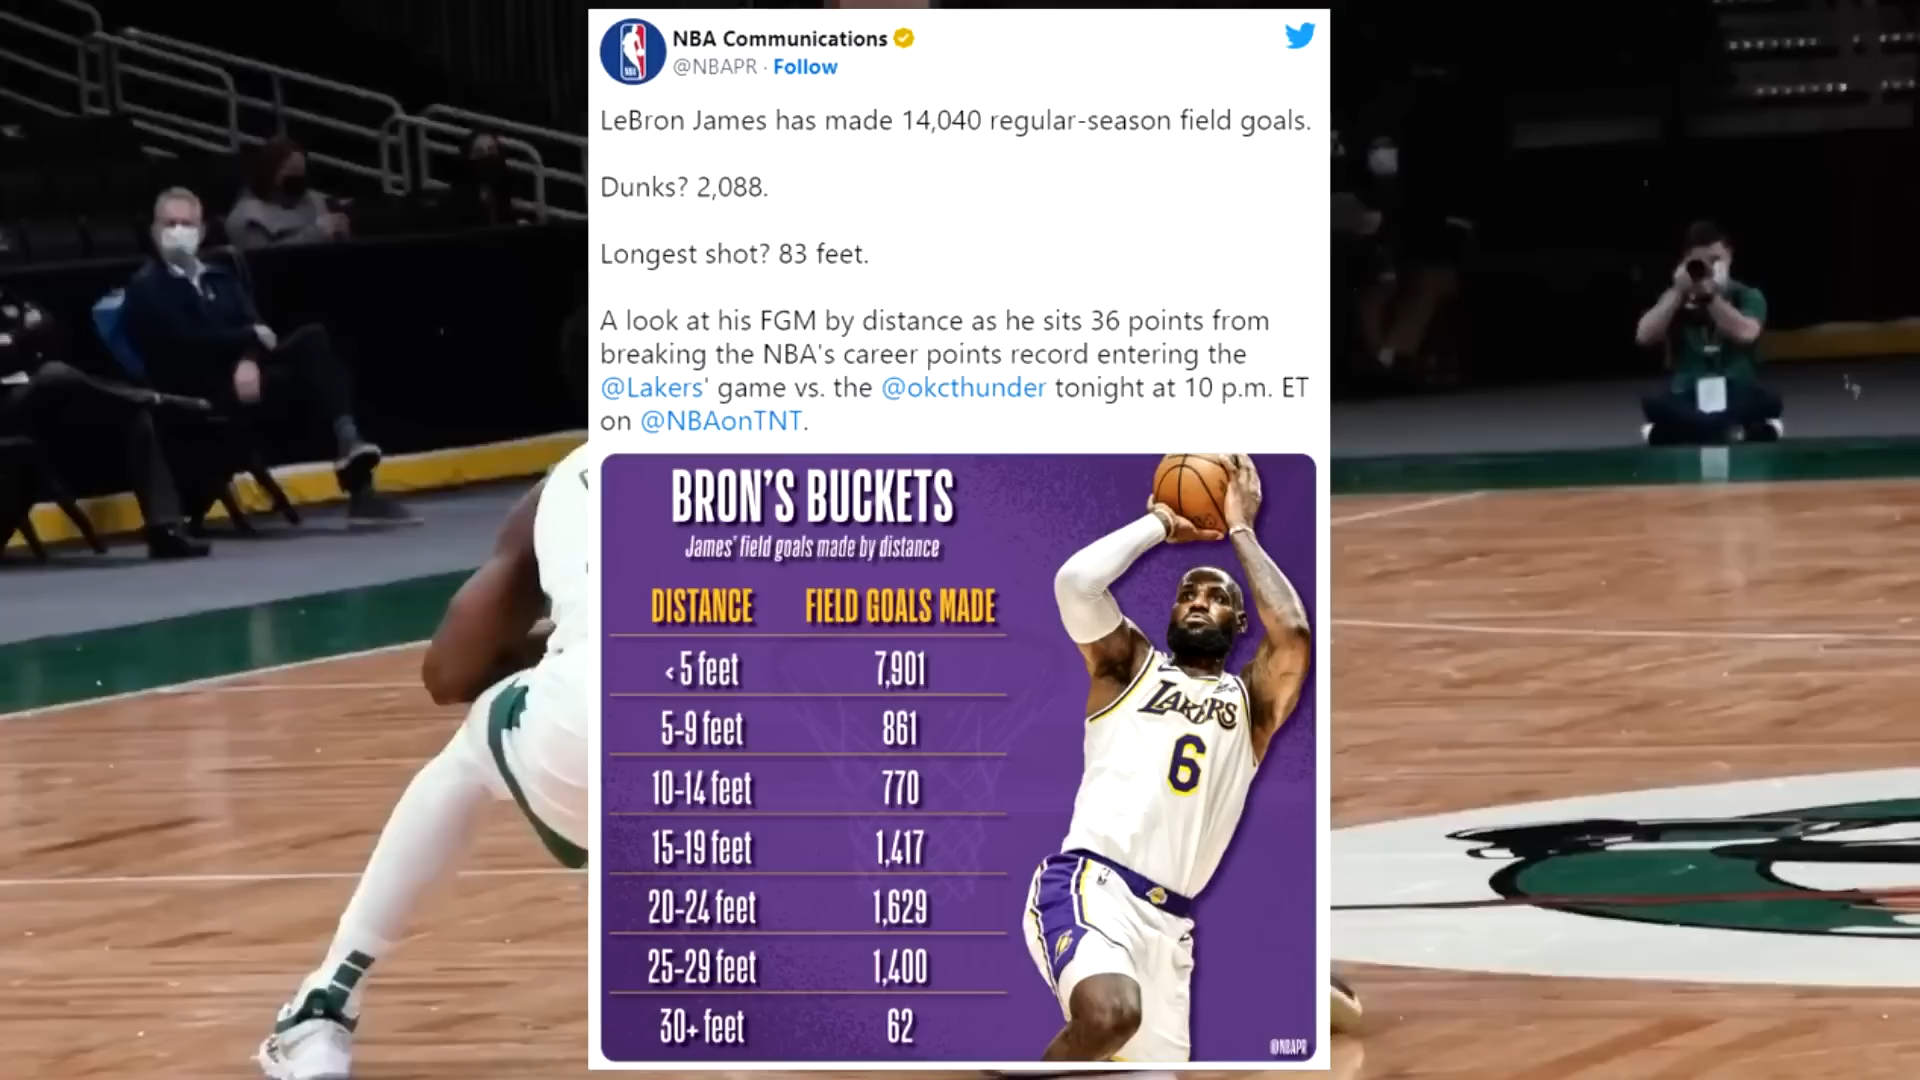 NBA Communications
@NBAPR · Follow
LeBron James has made 14,040 regular-season field goals.
Dunks? 2,088.
Longest shot? 83 feet.
A look at his FGM by distance as he sits 36 points from
breaking the NBA's career points record entering the
@Lakers' game vs. the @okcthunder tonight at 10 p.m. ET
on @NBAonTNT.
BRON'S BUCKETS
James' field goals made by distance
DISTANCE FIELD GOALS MADE
< 5 feet 7,901
5-9 feet 861
10-14 feet 770
15-19 feet 1,417
20-24 feet 1,629
25-29 feet 1,400
30+ feet 62
LAKERS
6
@NBAPR
NBA